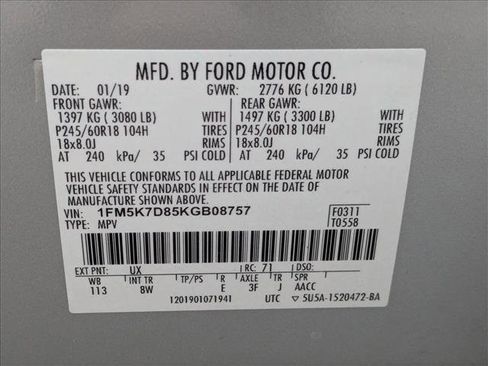 MFD. BY FORD MOTOR CO.
DATE: 01/19 GVWR: 2776 KG ( 6120 LB)
FRONT GAWR: REAR GAWR:
1397 KG ( 3080 LB) WITH 1497 KG ( 3300 LB) WITH
P245/60R18 104H TIRES P245/60R18 104H TIRES
18x8.0J RIMS 18x8.0J RIMS
AT 240 kPa/ 35 PSI COLD AT 240 kPa/ 35 PSI COLD
THIS VEHICLE CONFORMS TO ALL APPLICABLE FEDERAL MOTOR
VEHICLE SAFETY STANDARDS IN EFFECT ON THE DATE OF
MANUFACTURE SHOWN ABOVE.
VIN: 1FM5K7D85KGB08757 F0311
TYPE: MPV T0558
EXT PNT: UX RC: 71 DSO:
WB INT TR TP/PS R AXLE TR SPR
113 8W E 3F J AACC
1201901071941 UTC ▽ 5U5A-1520472-BA